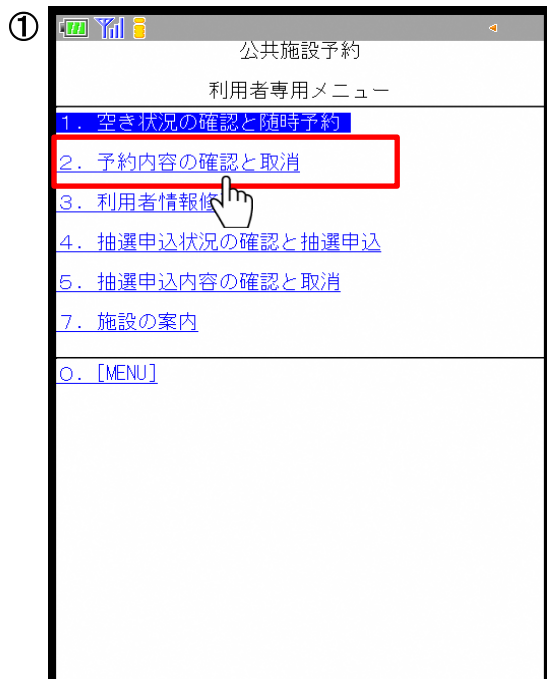 ①
公共施設予約
利用者専用メニュー
1. 空き状況の確認と随時予約
2. 予約内容の確認と取消
3. 利用者情報修
4. 抽選申込状況の確認と抽選申込
5. 抽選申込内容の確認と取消
7. 施設の案内
0. [MENU]